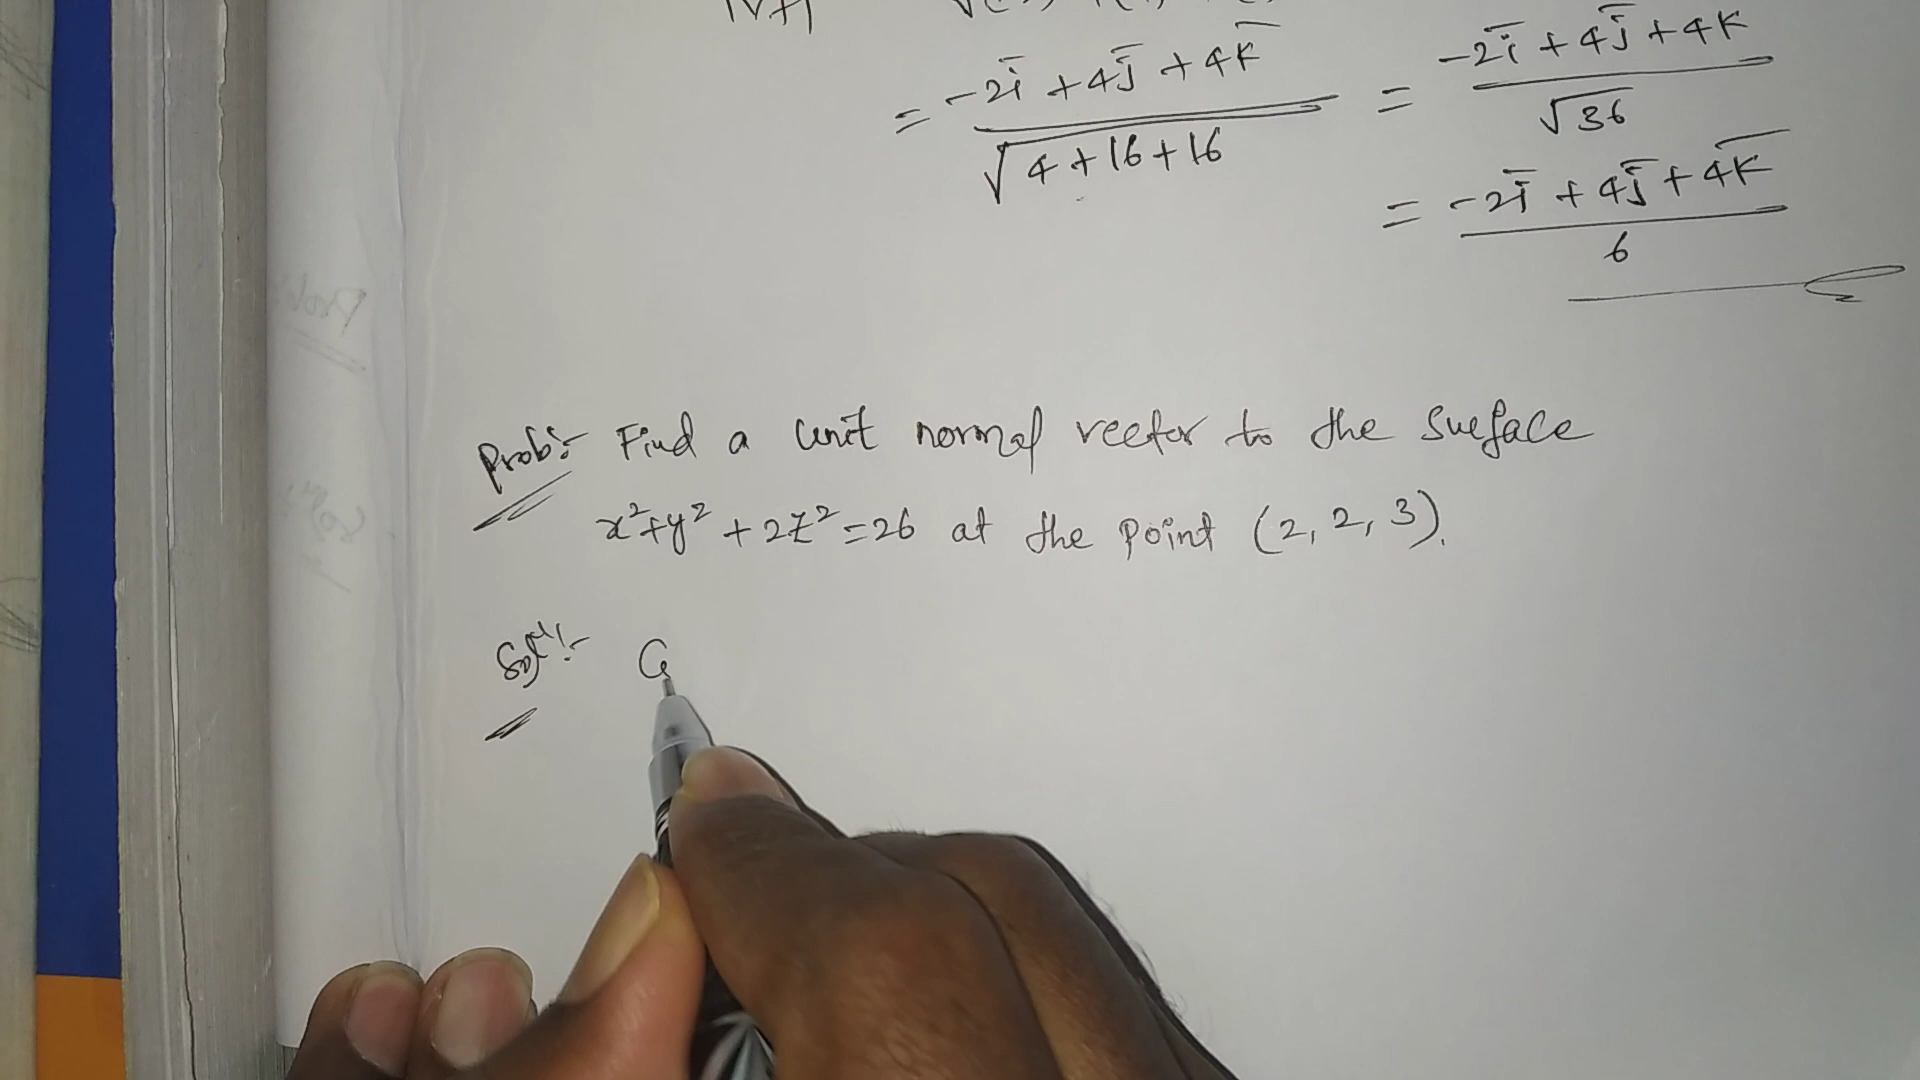 = -2i̅ + 4j̅ + 4k̅ / √4+16+16 = -2i̅ + 4j̅ + 4k̅ / √36
= -2i̅ + 4j̅ + 4k̅ / 6
Prob:- Find a unit normal vector to the surface
x²+y²+2z²=26 at the point (2, 2, 3).
Solⁿ:- G